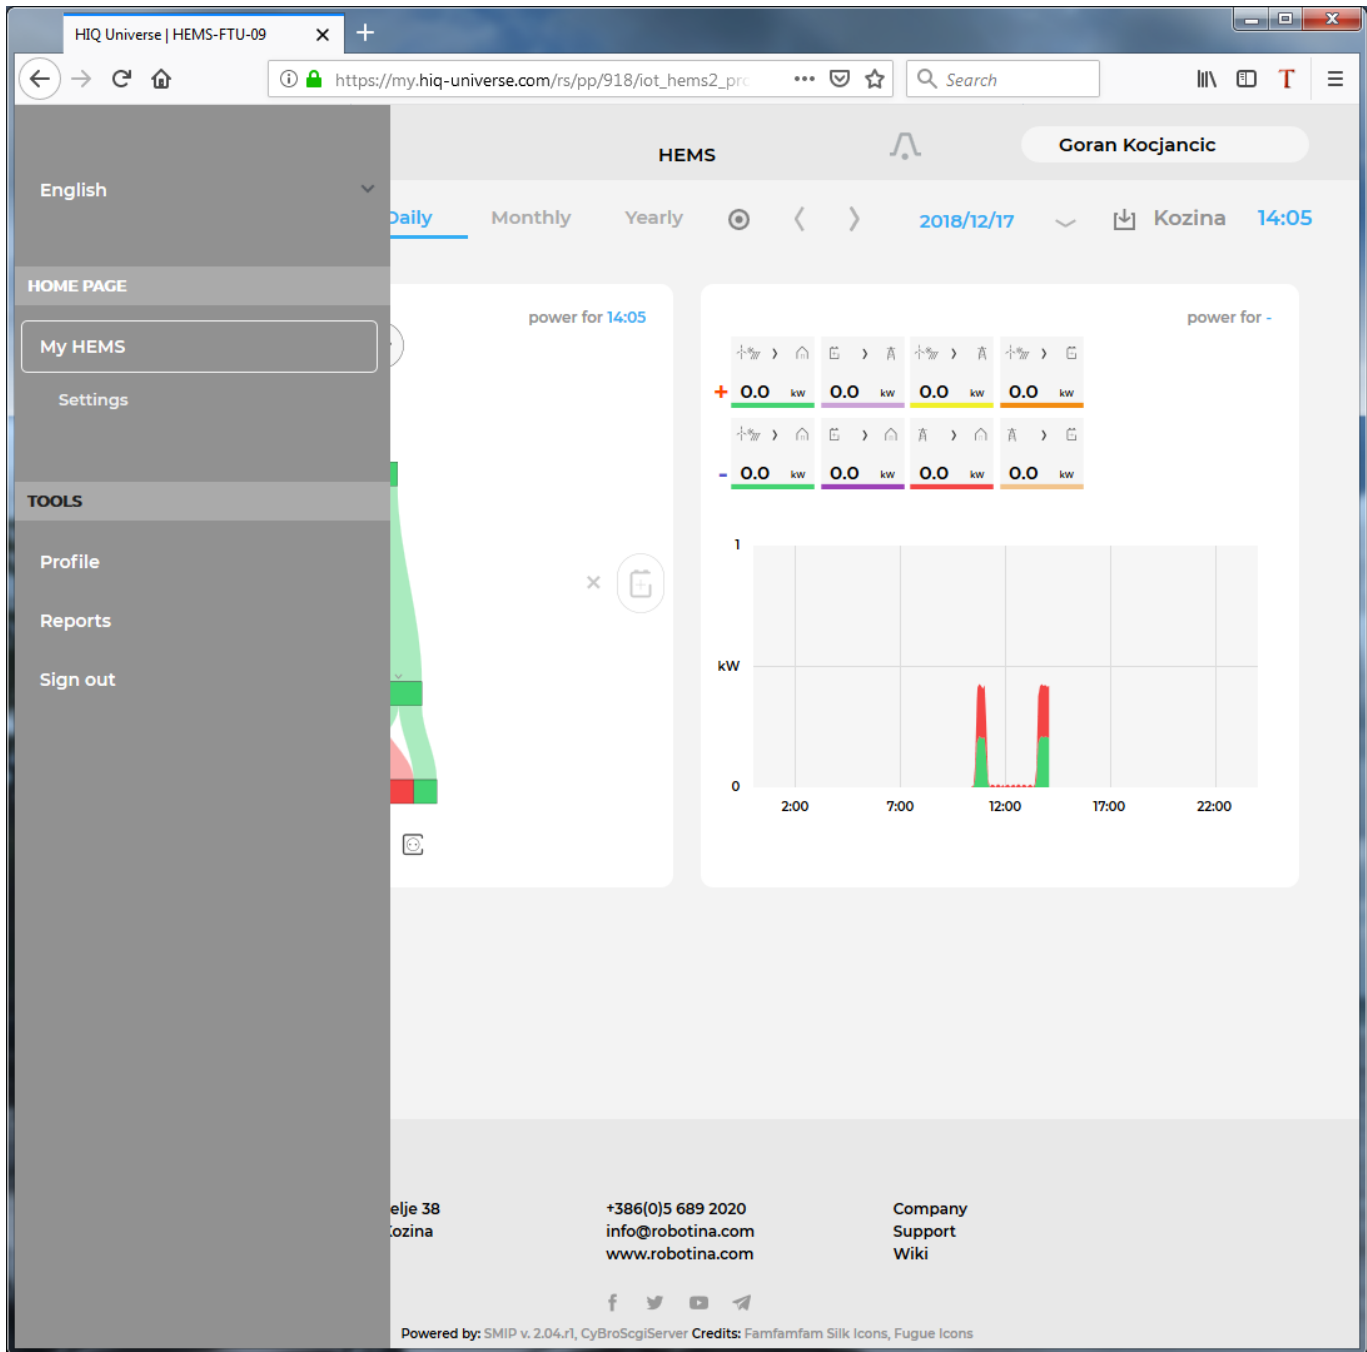 HIQ Universe | HEMS-FTU-09
https://my.hiq-universe.com/rs/pp/918/iot_hems2_pro
Search
HEMS
Goran Kocjancic
English
Daily Monthly Yearly 2018/12/17 Kozina 14:05
HOME PAGE
My HEMS
Settings
TOOLS
Profile
Reports
Sign out
power for 14:05
power for -
+ 0.0 kW 0.0 kW 0.0 kW 0.0 kW
- 0.0 kW 0.0 kW 0.0 kW 0.0 kW
1
kW
0
2:00 7:00 12:00 17:00 22:00
elje 38
Kozina
+386(0)5 689 2020
info@robotina.com
www.robotina.com
Company
Support
Wiki
Powered by: SMIP v. 2.04.r1, CyBroScgiServer Credits: Famfamfam Silk Icons, Fugue Icons